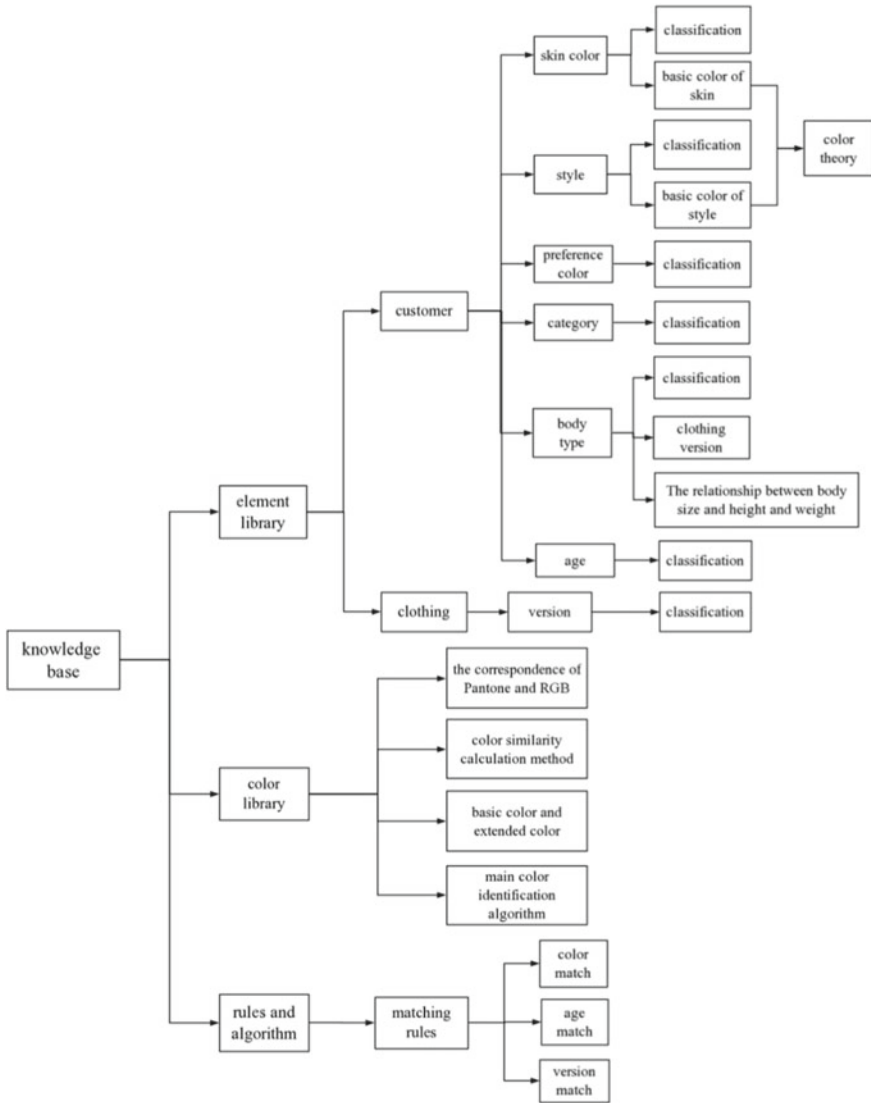 classification
skin color
basic color of
skin
color
theory
classification
style
basic color of
style
preference
color
classification
customer
category
classification
classification
body
type
clothing
version
The relationship between body
size and height and weight
element
library
age
classification
clothing
version
classification
knowledge
base
the correspondence of
Pantone and RGB
color similarity
calculation method
color
library
basic color and
extended color
main color
identification
algorithm
color
match
rules and
algorithm
matching
rules
age
match
version
match